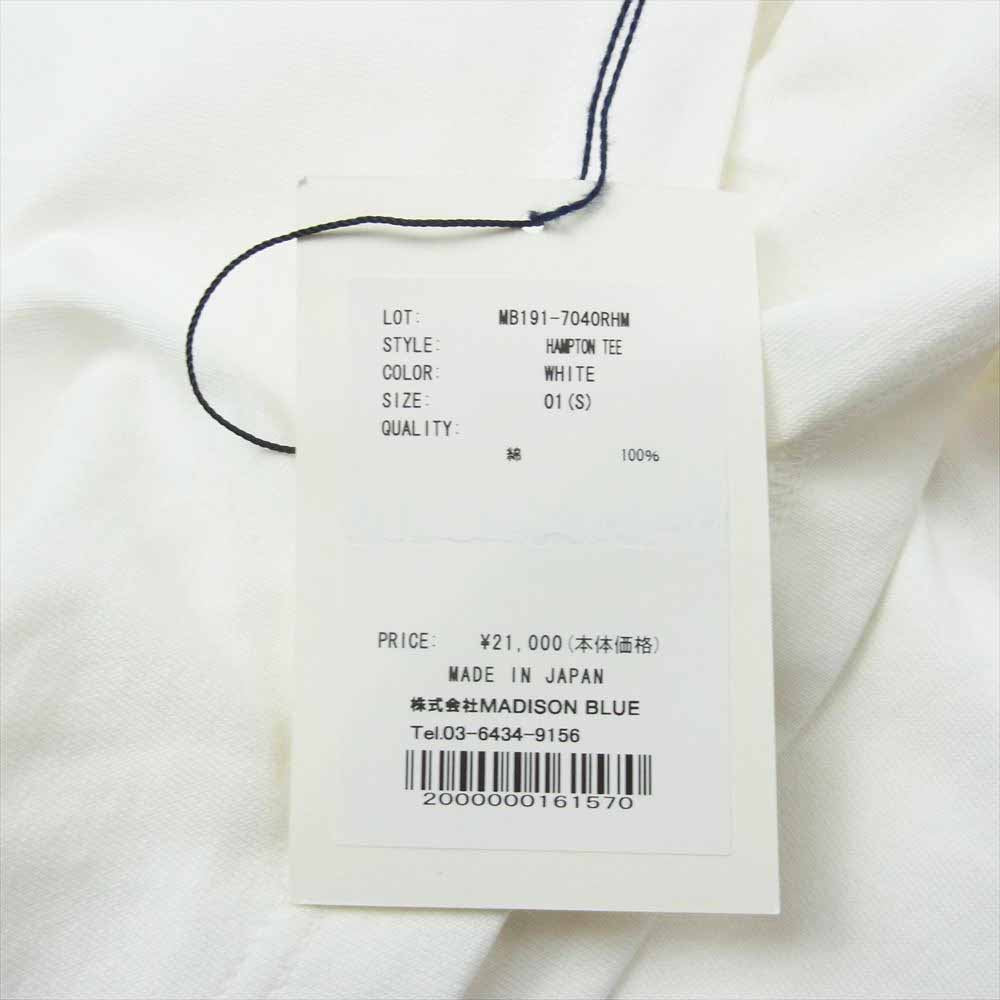 LOT: MB191-7040RHM
STYLE: HAMPTON TEE
COLOR: WHITE
SIZE: 01(S)
QUALITY:
綿 100%
PRICE: ¥21,000(本体価格)
MADE IN JAPAN
株式会社MADISON BLUE
Tel.03-6434-9156
2000000161570